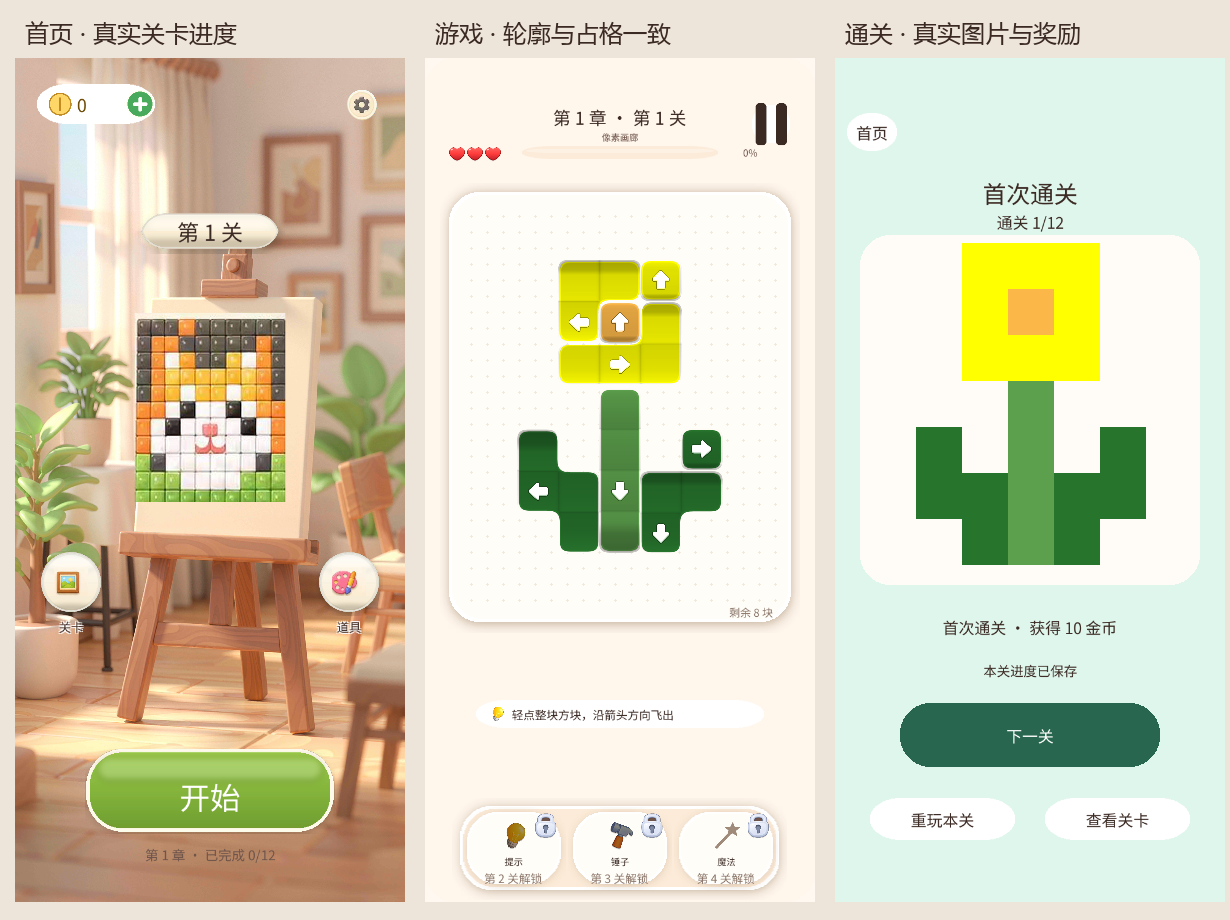 首页 · 真实关卡进度
0
第 1 关
关卡
道具
开始
第 1 章 · 已完成 0/12
游戏 · 轮廓与占格一致
第 1 章 · 第 1 关
像素画廊
0%
剩余 8 块
轻点整块方块，沿箭头方向飞出
提示
第 2 关解锁
锤子
第 3 关解锁
魔法
第 4 关解锁
通关 · 真实图片与奖励
首页
首次通关
通关 1/12
首次通关 · 获得 10 金币
本关进度已保存
下一关
重玩本关
查看关卡